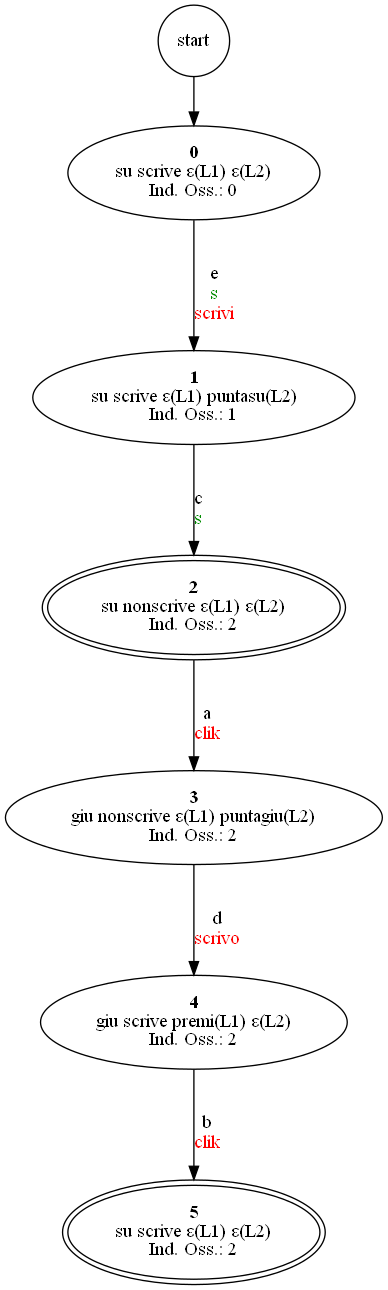 start
0
su scrive ε(L1) ε(L2)
Ind. Oss.: 0
e
s
scrivi
1
su scrive ε(L1) puntasu(L2)
Ind. Oss.: 1
c
s
2
su nonscrive ε(L1) ε(L2)
Ind. Oss.: 2
a
clik
3
giu nonscrive ε(L1) puntagiu(L2)
Ind. Oss.: 2
d
scrivo
4
giu scrive premi(L1) ε(L2)
Ind. Oss.: 2
b
clik
5
su scrive ε(L1) ε(L2)
Ind. Oss.: 2